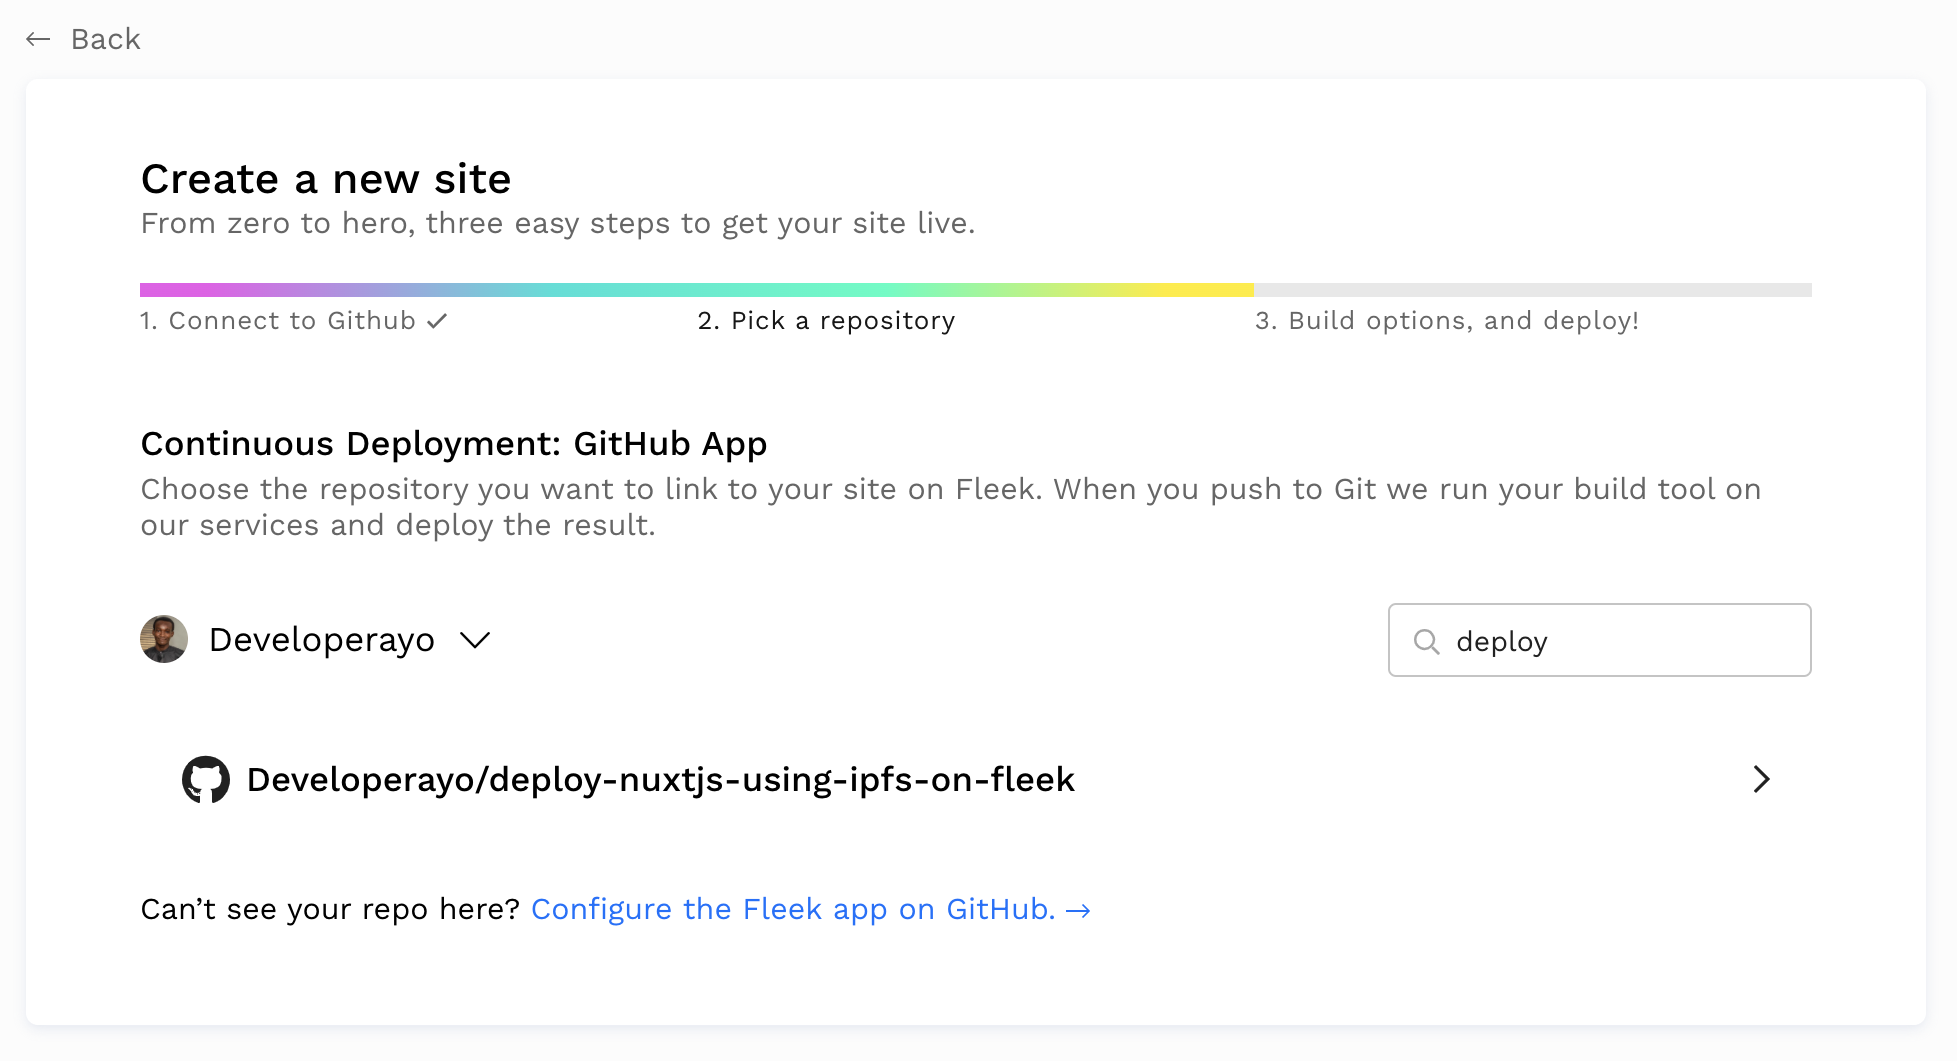 ← Back
Create a new site
From zero to hero, three easy steps to get your site live.
1. Connect to Github ✓
2. Pick a repository
3. Build options, and deploy!
Continuous Deployment: GitHub App
Choose the repository you want to link to your site on Fleek. When you push to Git we run your build tool on
our services and deploy the result.
Developerayo
deploy
Developerayo/deploy-nuxtjs-using-ipfs-on-fleek
Can’t see your repo here? Configure the Fleek app on GitHub. →